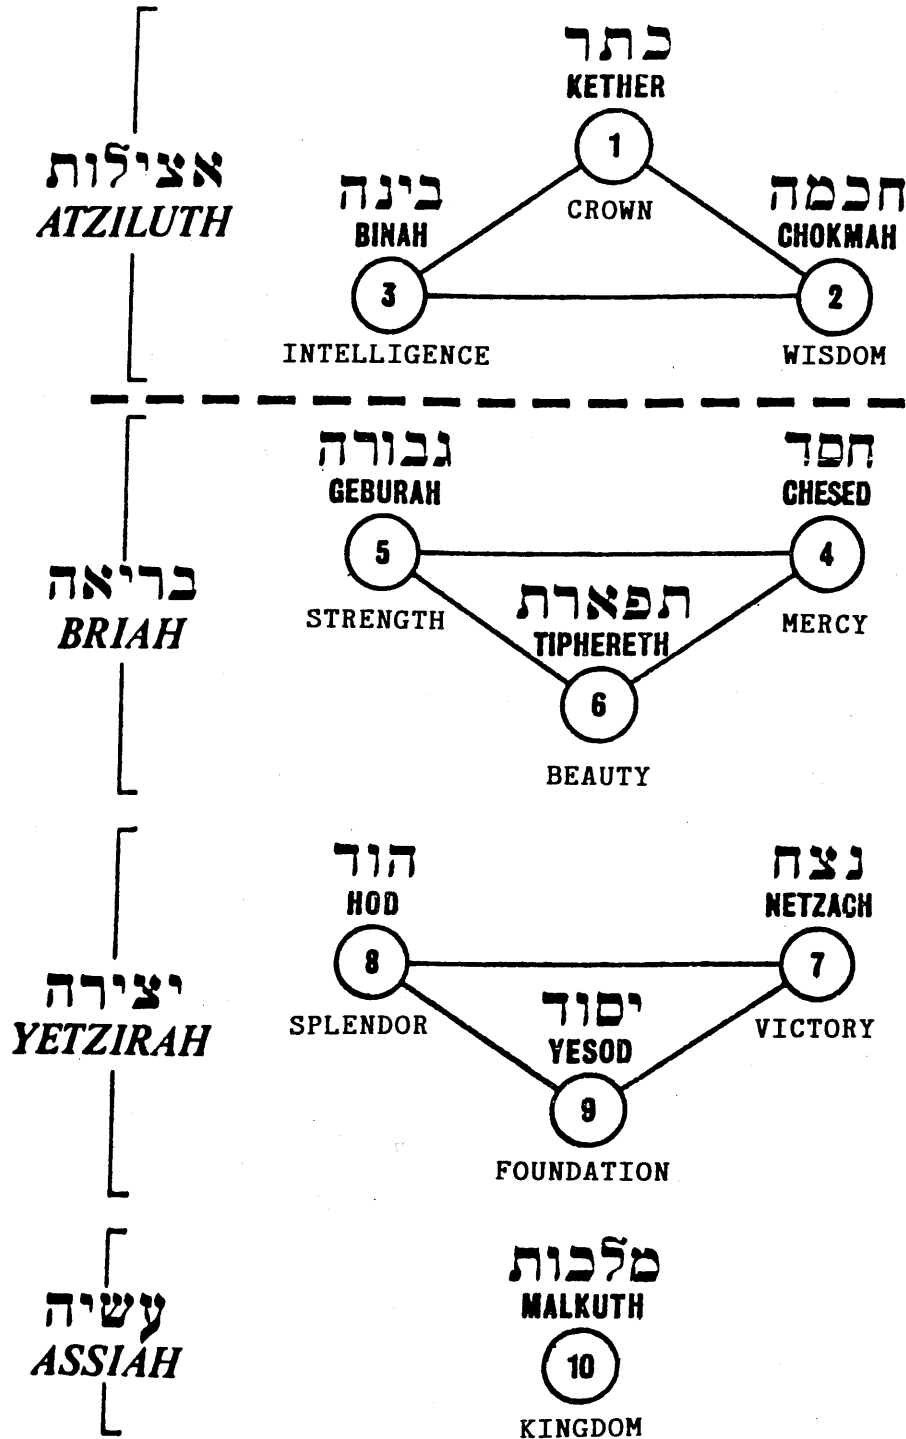 כתר
KETHER
1
CROWN
אצילות
ATZILUTH
בינה
BINAH
3
INTELLIGENCE
חכמה
CHOKMAH
2
WISDOM
גבורה
GEBURAH
5
STRENGTH
חסד
CHESED
4
MERCY
בריאה
BRIAH
תפארת
TIPHERETH
6
BEAUTY
הוד
HOD
8
SPLENDOR
נצח
NETZACH
7
VICTORY
יצירה
YETZIRAH
יסוד
YESOD
9
FOUNDATION
מלכות
MALKUTH
10
KINGDOM
עשיה
ASSIAH